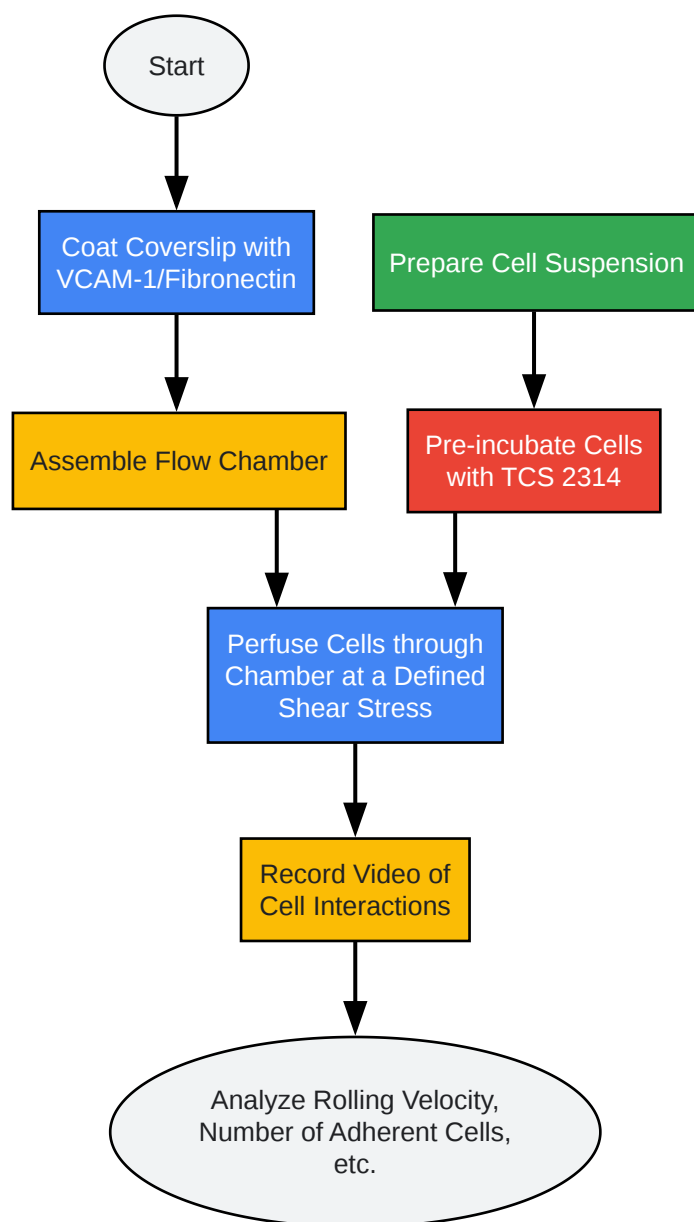 Start
Coat Coverslip with
VCAM-1/Fibronectin
Prepare Cell Suspension
Assemble Flow Chamber
Pre-incubate Cells
with TCS 2314
Perfuse Cells through
Chamber at a Defined
Shear Stress
Record Video of
Cell Interactions
Analyze Rolling Velocity,
Number of Adherent Cells,
etc.